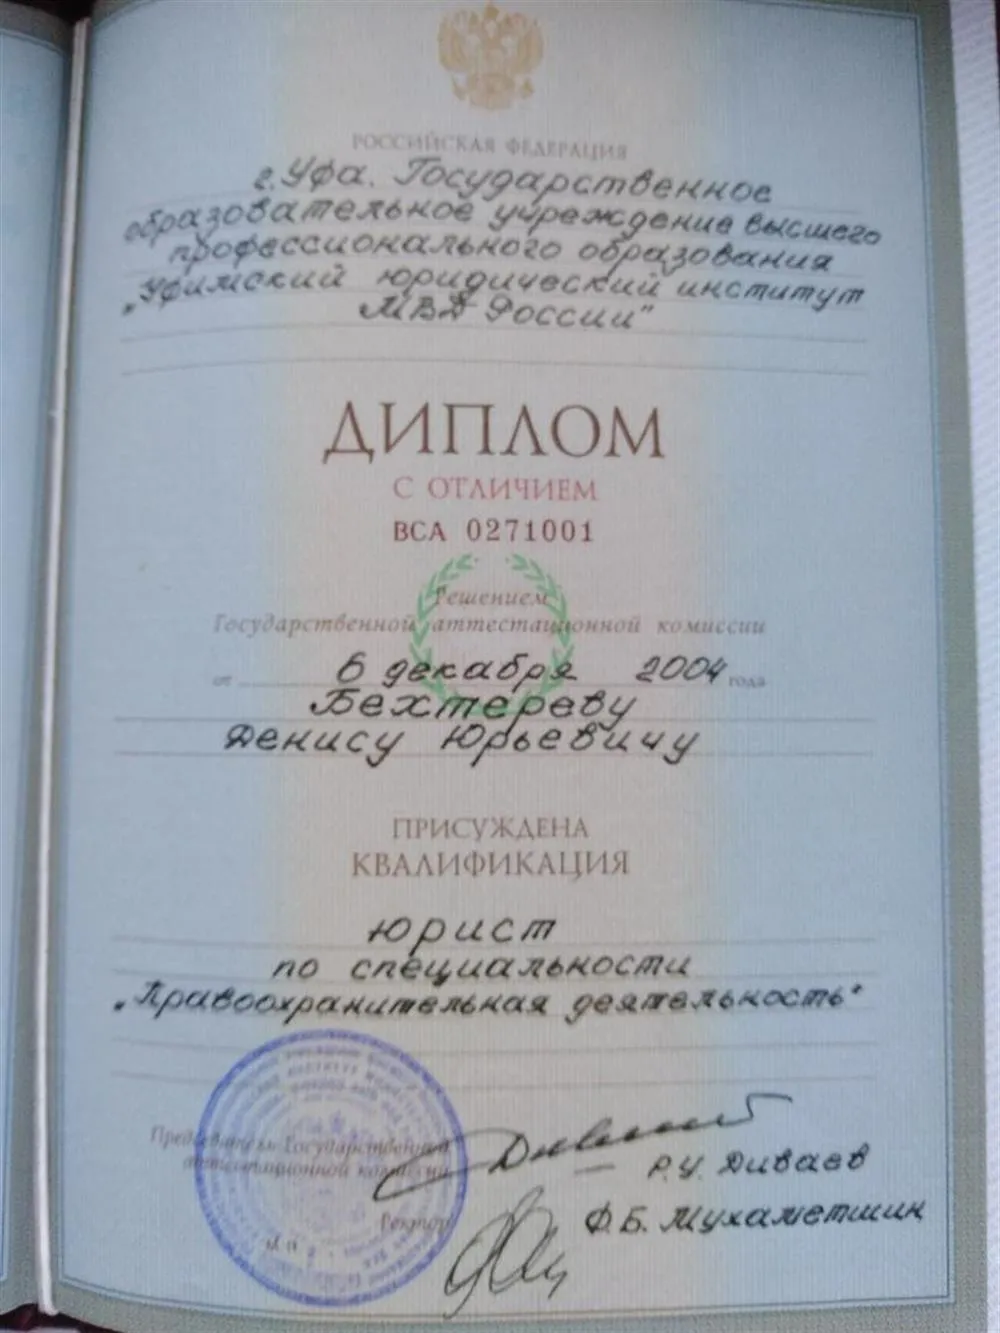 РОССИЙСКАЯ ФЕДЕРАЦИЯ
г. Уфа. Государственное
образовательное учреждение высшего
профессионального образования
„Уфимский юридический институт
МВД России"
ДИПЛОМ
С ОТЛИЧИЕМ
ВСА 0271001
Решением
Государственной аттестационной комиссии
от 6 декабря 2004 года
Бехтереву
Денису Юрьевичу
ПРИСУЖДЕНА
КВАЛИФИКАЦИЯ
юрист
по специальности
„Правоохранительная деятельность"
Председатель Государственной
аттестационной комиссии
Р.У. Диваев
Ректор
Ф.Б. Мухаметшин